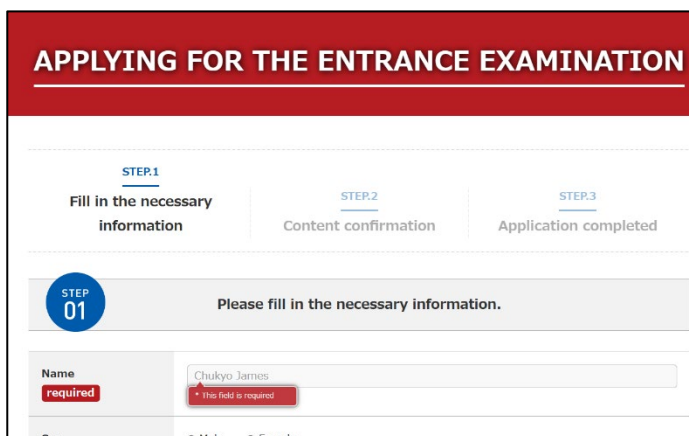 APPLYING FOR THE ENTRANCE EXAMINATION
STEP.1
Fill in the necessary
information
STEP.2
Content confirmation
STEP.3
Application completed
STEP
01
Please fill in the necessary information.
Name
required
Chukyo James
* This field is required